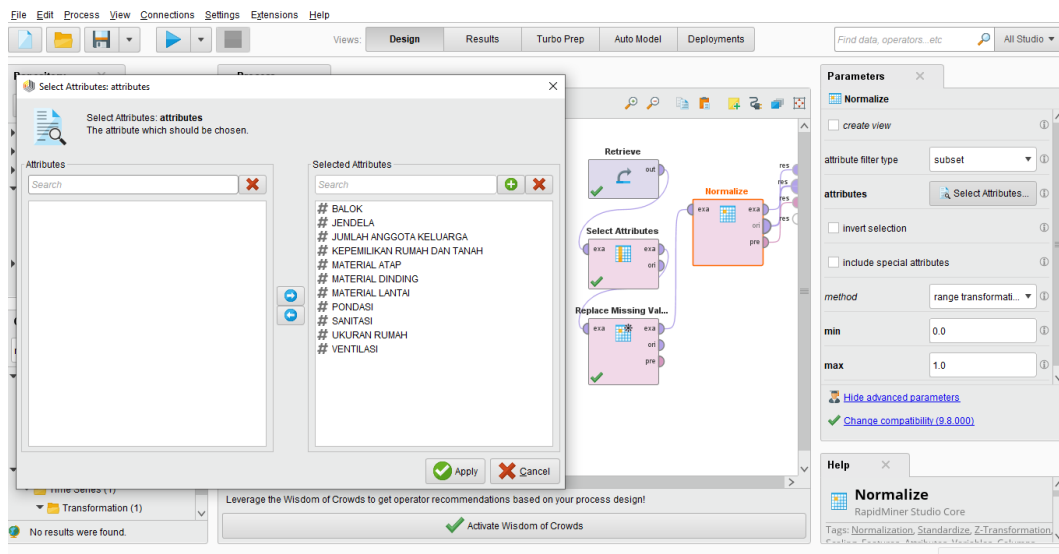 File Edit Process View Connections Settings Extensions Help
Views: Design Results Turbo Prep Auto Model Deployments
Find data, operators...etc
All Studio
Select Attributes: attributes
Select Attributes: attributes
The attribute which should be chosen.
Attributes
Search
Selected Attributes
Search
# BALOK
# JENDELA
# JUMLAH ANGGOTA KELUARGA
# KEPEMILIKAN RUMAH DAN TANAH
# MATERIAL ATAP
# MATERIAL DINDING
# MATERIAL LANTAI
# PONDASI
# SANITASI
# UKURAN RUMAH
# VENTILASI
Apply
Cancel
Transformation (1)
No results were found.
Retrieve
out
Select Attributes
exa exa
ori
Replace Missing Val...
exa exa
ori
pre
Normalize
exa exa
ori
pre
res
res
res
res
Leverage the Wisdom of Crowds to get operator recommendations based on your process design!
Activate Wisdom of Crowds
Parameters
Normalize
create view
attribute filter type subset
attributes Select Attributes...
invert selection
include special attributes
method range transformati...
min 0.0
max 1.0
Hide advanced parameters
Change compatibility (9.8.000)
Help
Normalize
RapidMiner Studio Core
Tags: Normalization, Standardize, Z-Transformation,